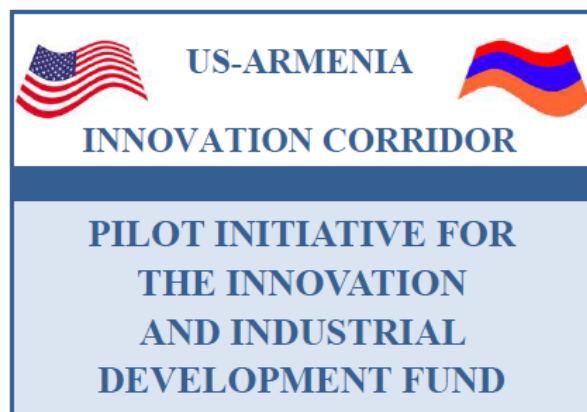 US-ARMENIA
INNOVATION CORRIDOR
PILOT INITIATIVE FOR
THE INNOVATION
AND INDUSTRIAL
DEVELOPMENT FUND